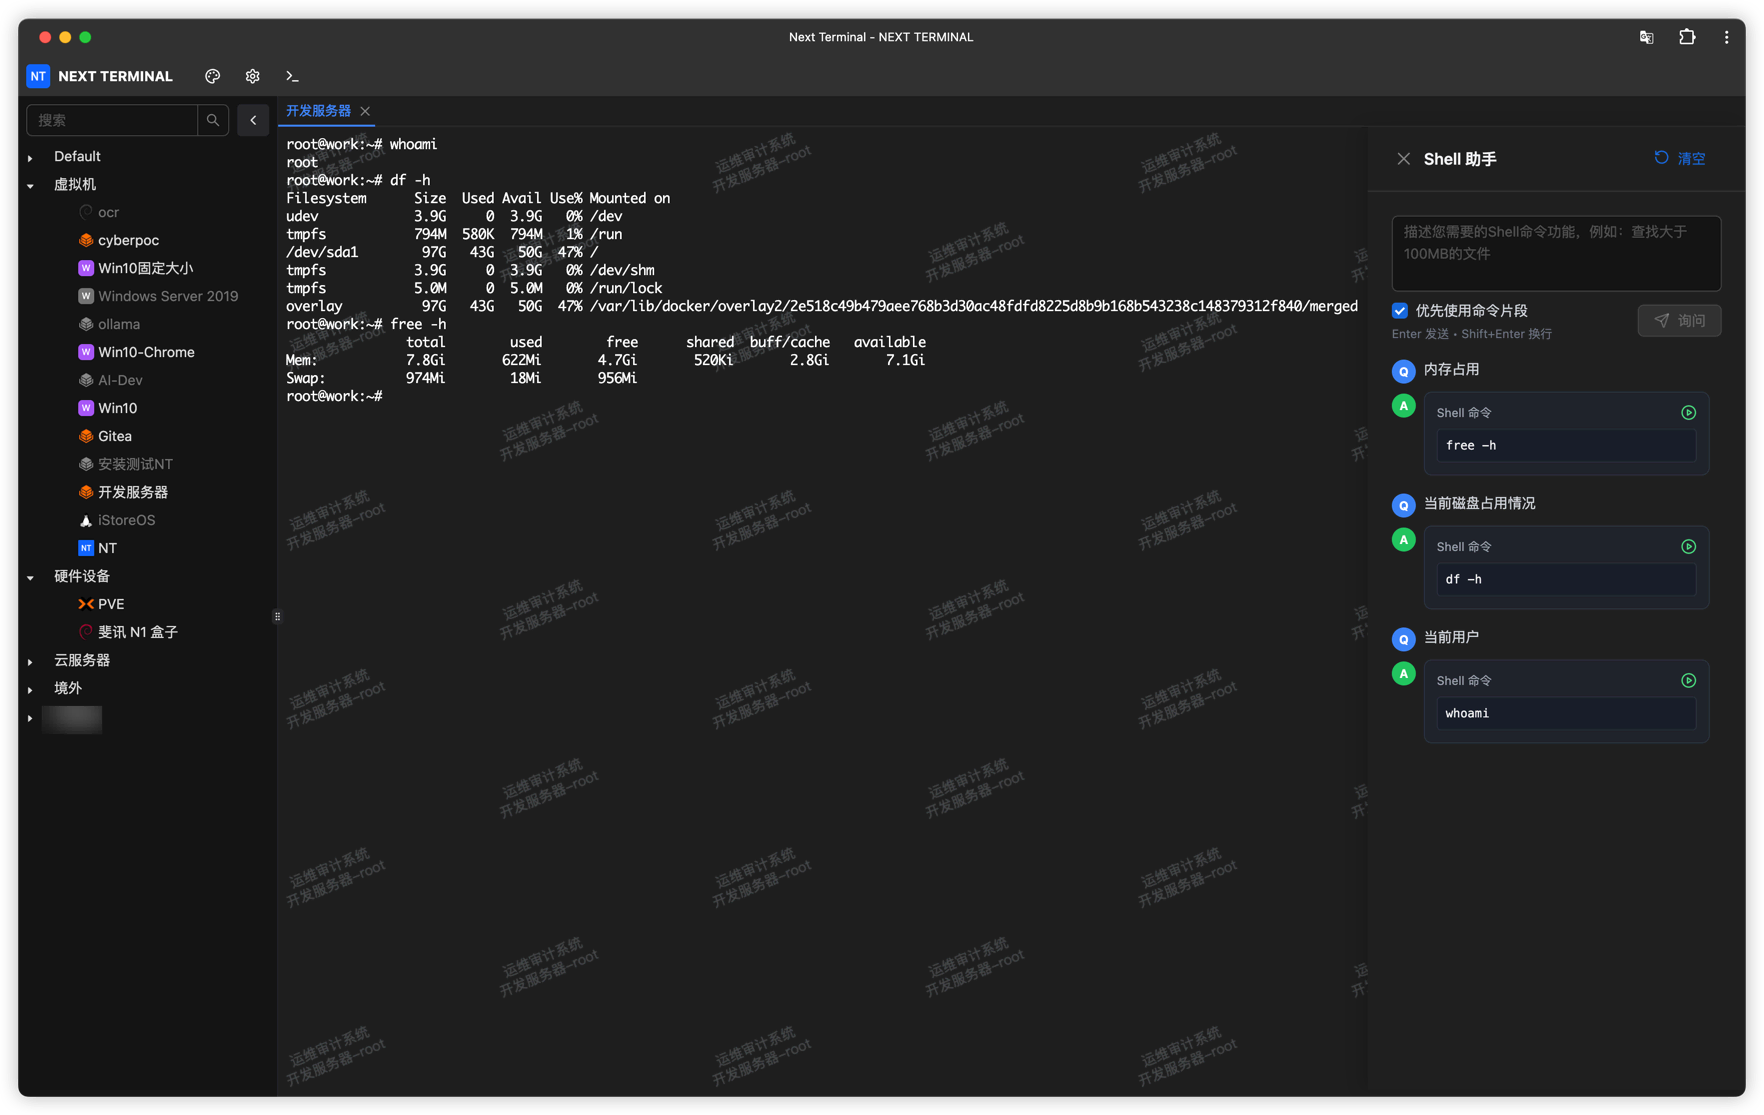 Next Terminal - NEXT TERMINAL
NT NEXT TERMINAL
搜索
Default
虚拟机
ocr
cyberpoc
W Win10固定大小
W Windows Server 2019
ollama
W Win10-Chrome
AI-Dev
W Win10
Gitea
安装测试NT
开发服务器
iStoreOS
NT NT
硬件设备
PVE
斐讯 N1 盒子
云服务器
境外
开发服务器
root@work:~# whoami
root
root@work:~# df -h
Filesystem Size Used Avail Use% Mounted on
udev 3.9G 0 3.9G 0% /dev
tmpfs 794M 580K 794M 1% /run
/dev/sda1 97G 43G 50G 47% /
tmpfs 3.9G 0 3.9G 0% /dev/shm
tmpfs 5.0M 0 5.0M 0% /run/lock
overlay 97G 43G 50G 47% /var/lib/docker/overlay2/2e518c49b479aee768b3d30ac48fdfd8225d8b9b168b543238c148379312f840/merged
root@work:~# free -h
total used free shared buff/cache available
Mem: 7.8Gi 622Mi 4.7Gi 520Ki 2.8Gi 7.1Gi
Swap: 974Mi 18Mi 956Mi
root@work:~#
运维审计系统
开发服务器-root
Shell 助手
清空
描述您需要的Shell命令功能，例如：查找大于
100MB的文件
优先使用命令片段
Enter 发送 • Shift+Enter 换行
询问
Q 内存占用
A Shell 命令
free -h
Q 当前磁盘占用情况
A Shell 命令
df -h
Q 当前用户
A Shell 命令
whoami